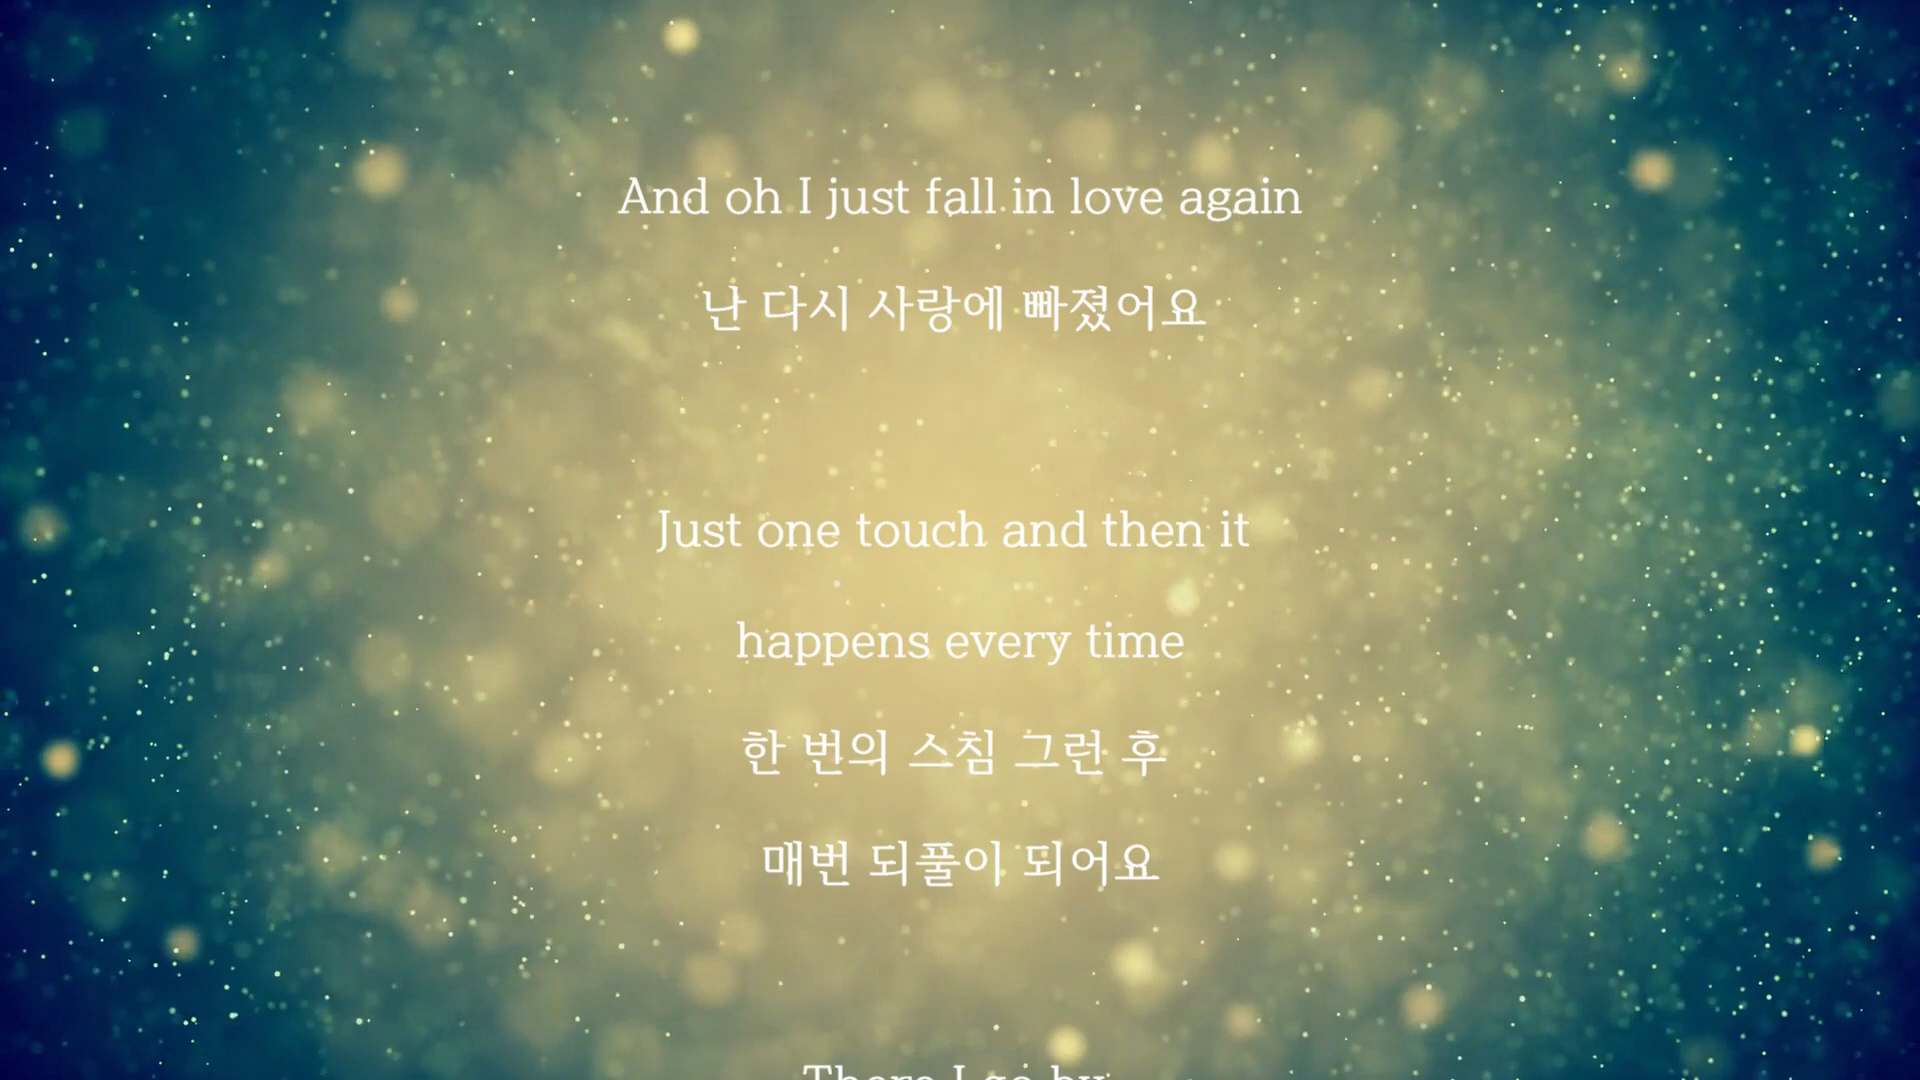 And oh I just fall in love again
난 다시 사랑에 빠졌어요
Just one touch and then it
happens every time
한 번의 스침 그런 후
매번 되풀이 되어요
There I go by